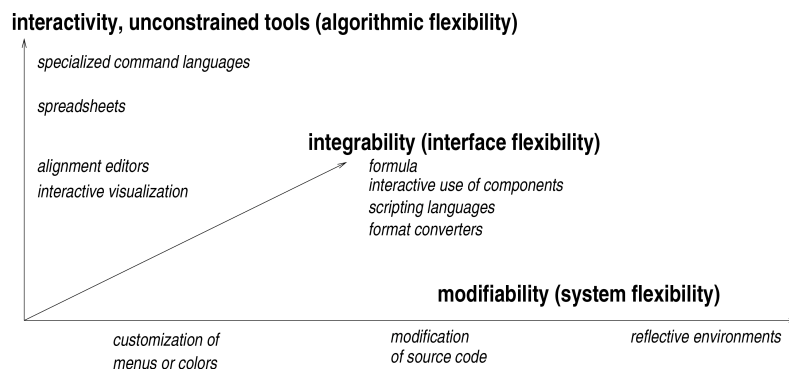 interactivity, unconstrained tools (algorithmic flexibility)
specialized command languages
spreadsheets
integrability (interface flexibility)
alignment editors
formula
interactive visualization
interactive use of components
scripting languages
format converters
modifiability (system flexibility)
customization of
menus or colors
modification
of source code
reflective environments